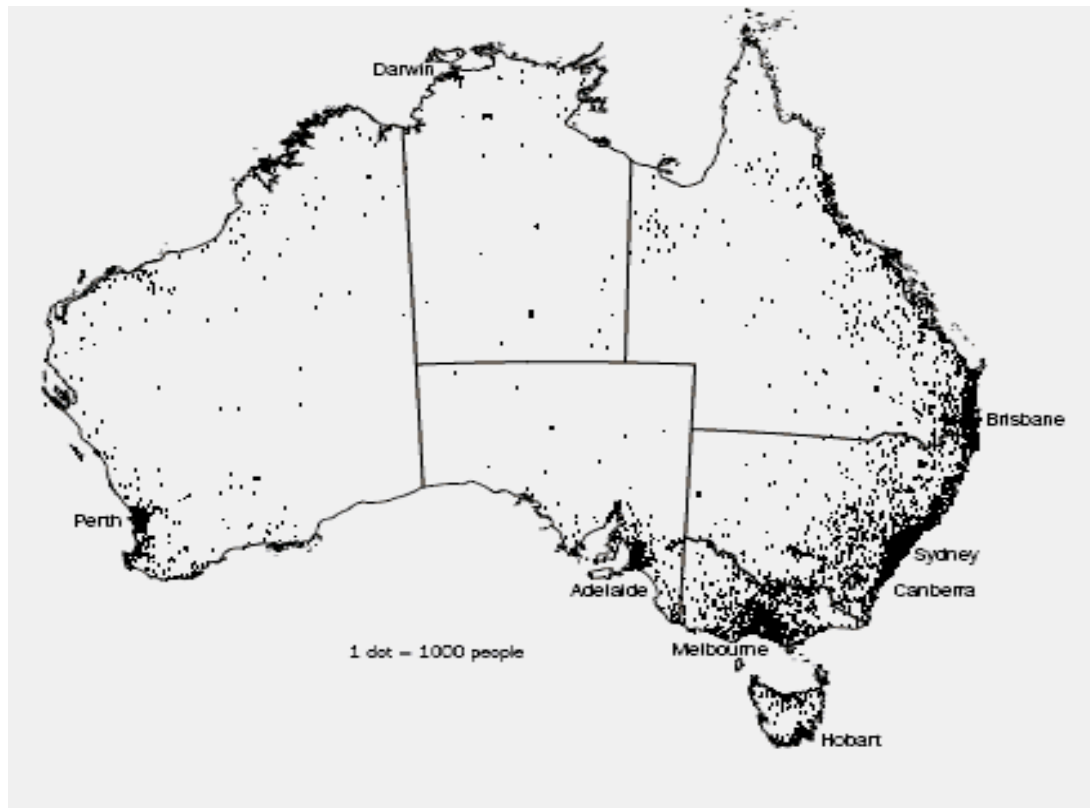 Darwin
Brisbane
Perth
Sydney
Adelaide
Canberra
Melbourne
1 dot = 1000 people
Hobart